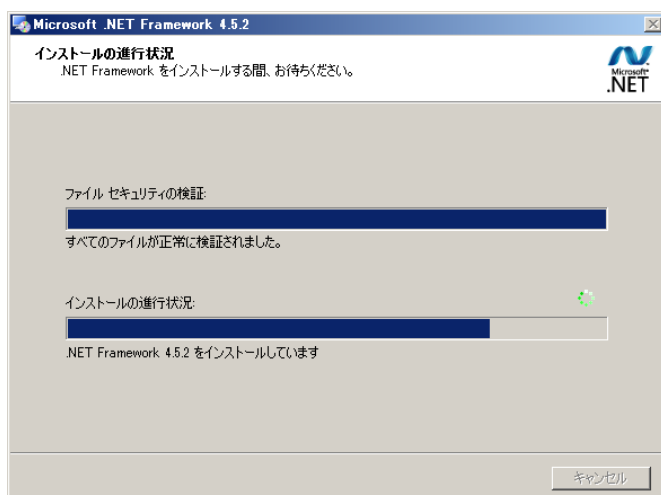 Microsoft .NET Framework 4.5.2
インストールの進行状況
.NET Framework をインストールする間、お待ちください。
Microsoft
.NET
ファイル セキュリティの検証:
すべてのファイルが正常に検証されました。
インストールの進行状況:
.NET Framework 4.5.2 をインストールしています
キャンセル